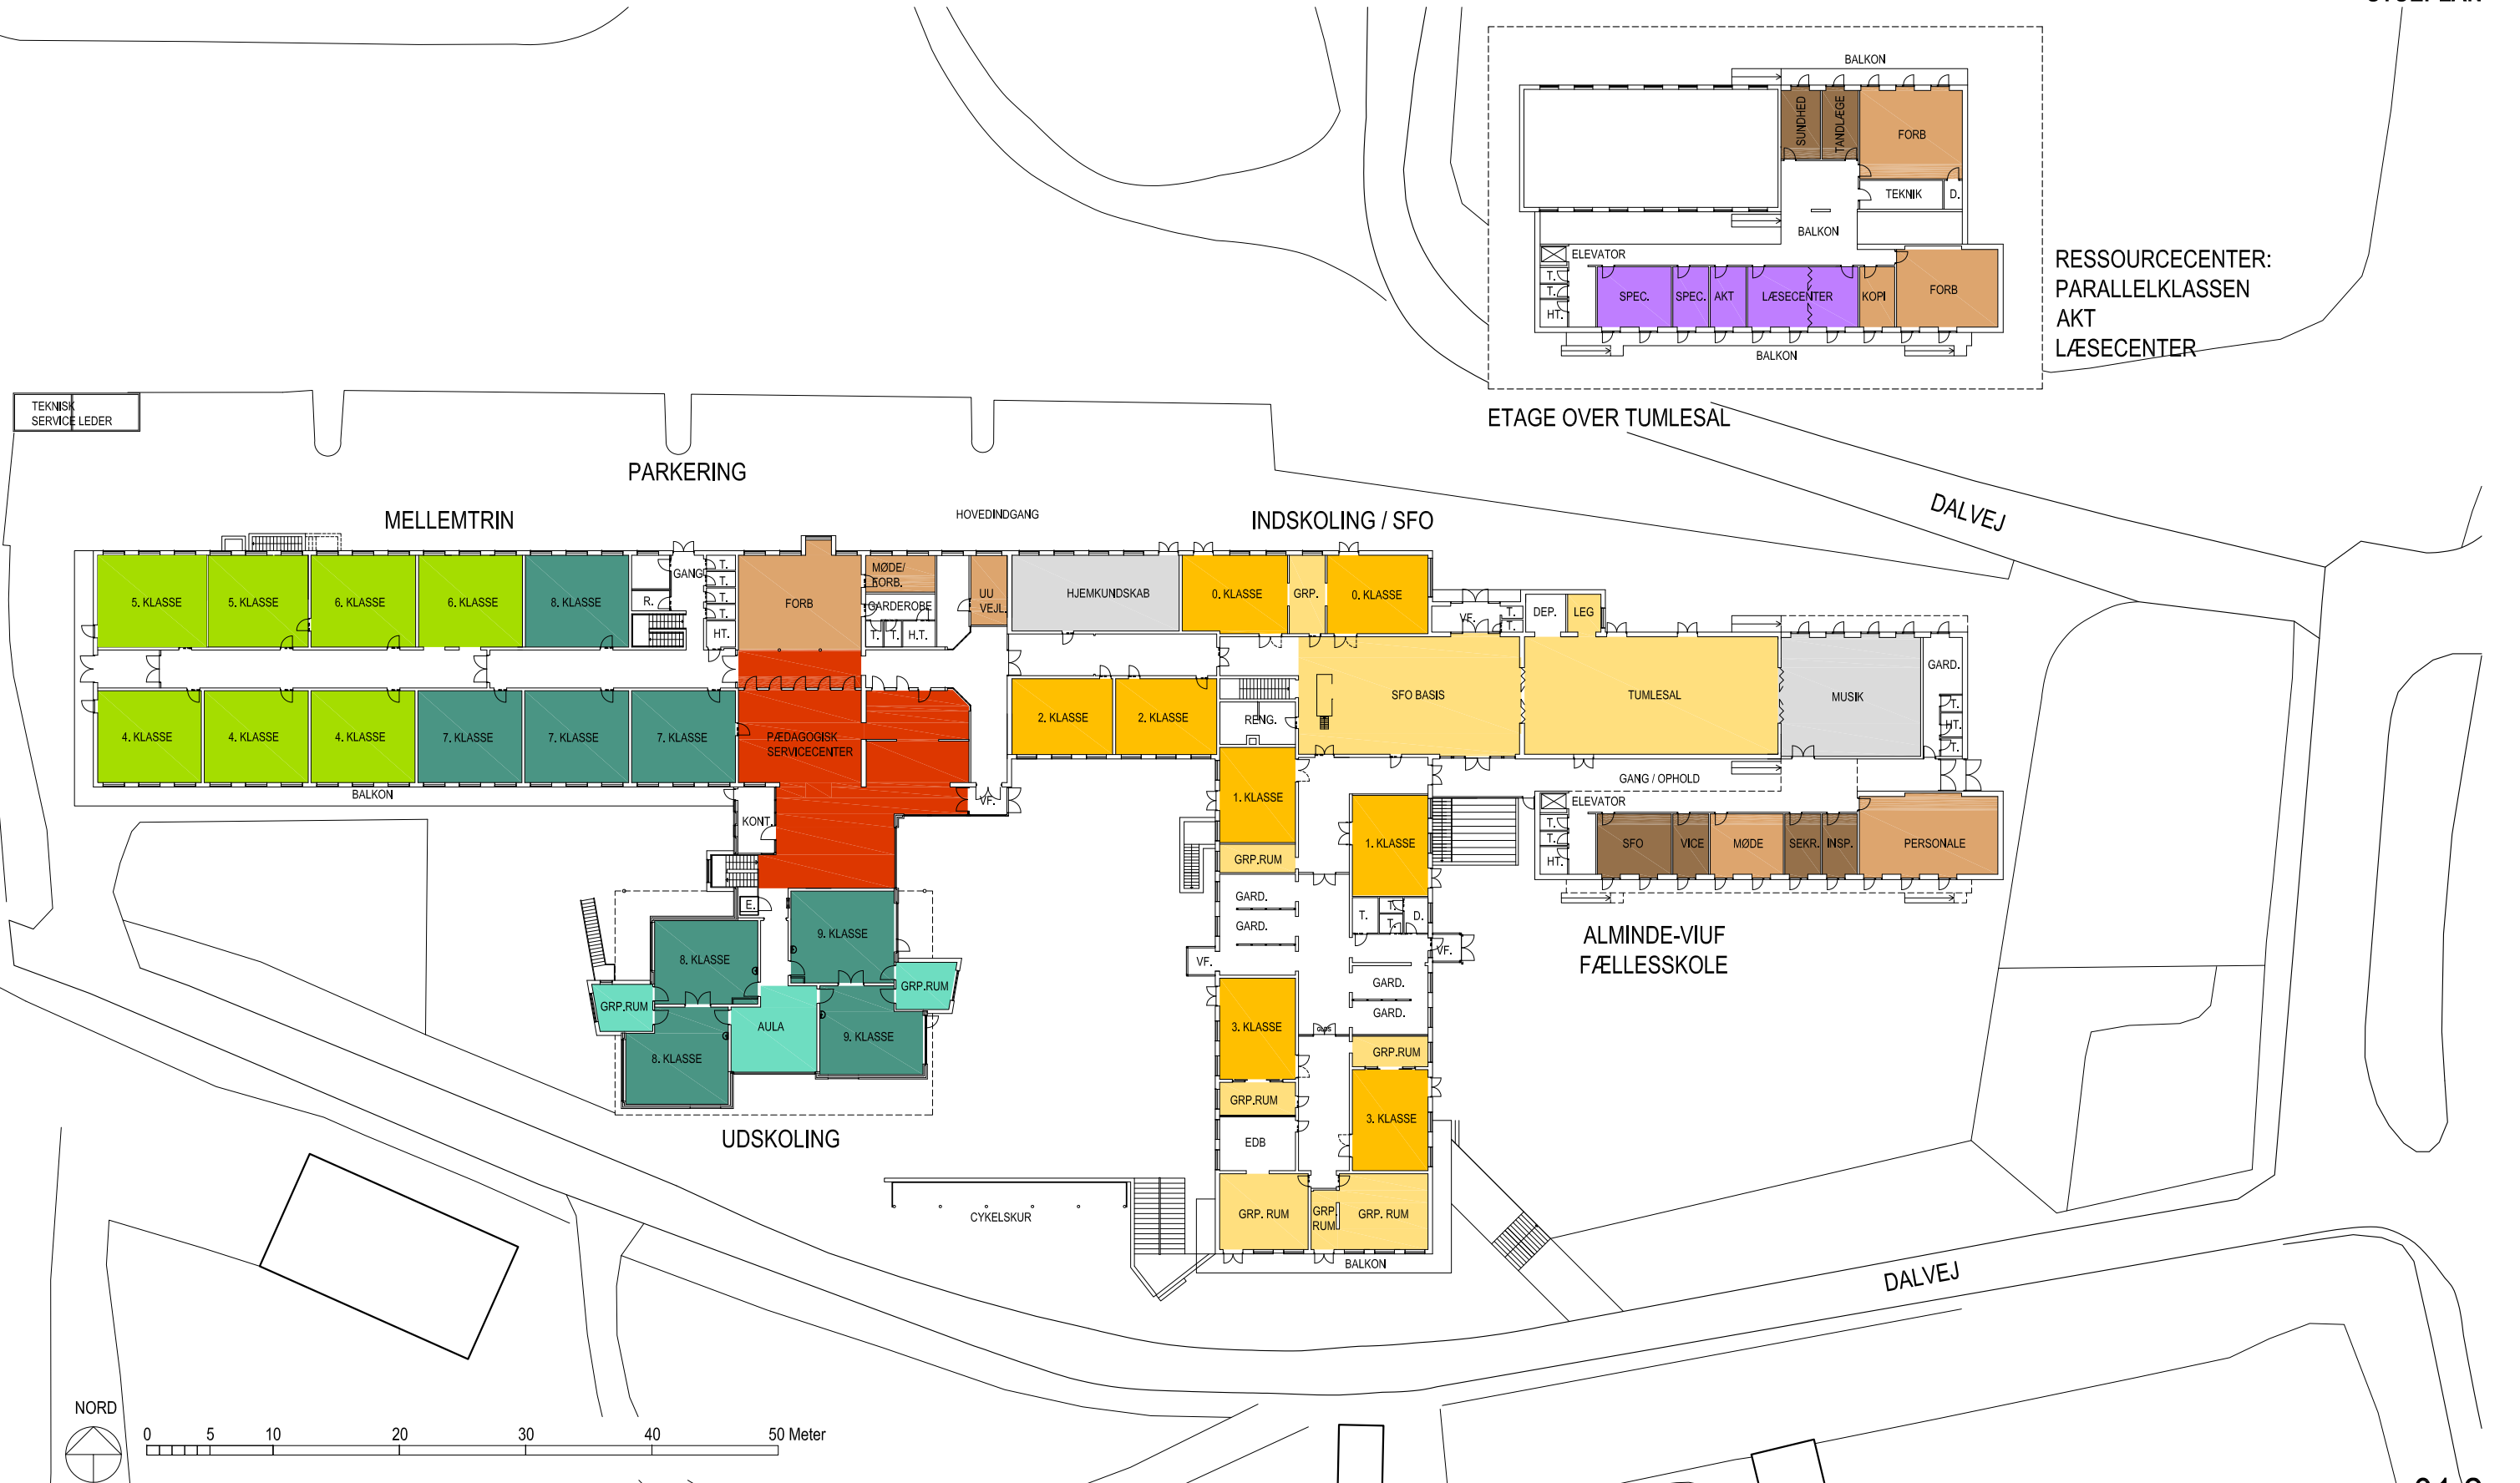 BALKON
SUNDHED
TANDLÆGE
FORB
TEKNIK
D.
BALKON
ELEVATOR
T.
T.
HT.
SPEC.
SPEC.
AKT
LÆSECENTER
KOPI
FORB
BALKON
RESSOURCECENTER:
PARALLELKLASSEN
AKT
LÆSECENTER
ETAGE OVER TUMLESAL
TEKNISK
SERVICE LEDER
PARKERING
MELLEMTRIN
HOVEDINDGANG
INDSKOLING / SFO
DALVEJ
5. KLASSE
5. KLASSE
6. KLASSE
6. KLASSE
8. KLASSE
R.
GANG
T.
T.
T.
T.
HT.
FORB
MØDE/
FORB.
GARDEROBE
T.
T.
H.T.
UU
VEJL.
HJEMKUNDSKAB
0. KLASSE
GRP.
0. KLASSE
VF.
T.
T.
DEP.
LEG
4. KLASSE
4. KLASSE
4. KLASSE
7. KLASSE
7. KLASSE
7. KLASSE
PÆDAGOGISK
SERVICECENTER
2. KLASSE
2. KLASSE
RENG.
SFO BASIS
TUMLESAL
MUSIK
GARD.
T.
HT.
T.
BALKON
KONT.
VF.
1. KLASSE
GANG / OPHOLD
ELEVATOR
T.
T.
HT.
SFO
VICE
MØDE
SEKR.
INSP.
PERSONALE
1. KLASSE
GRP.RUM
GARD.
GARD.
T.
T.
T.
D.
VF.
VF.
E.
9. KLASSE
8. KLASSE
GRP.RUM
GRP.RUM
AULA
9. KLASSE
8. KLASSE
UDSKOLING
ALMINDE-VIUF
FÆLLESSKOLE
GARD.
GARD.
3. KLASSE
GRP.RUM
GRP.RUM
3. KLASSE
EDB
GRP. RUM
GRP.
RUM
GRP. RUM
BALKON
CYKELSKUR
DALVEJ
NORD
0
5
10
20
30
40
50 Meter